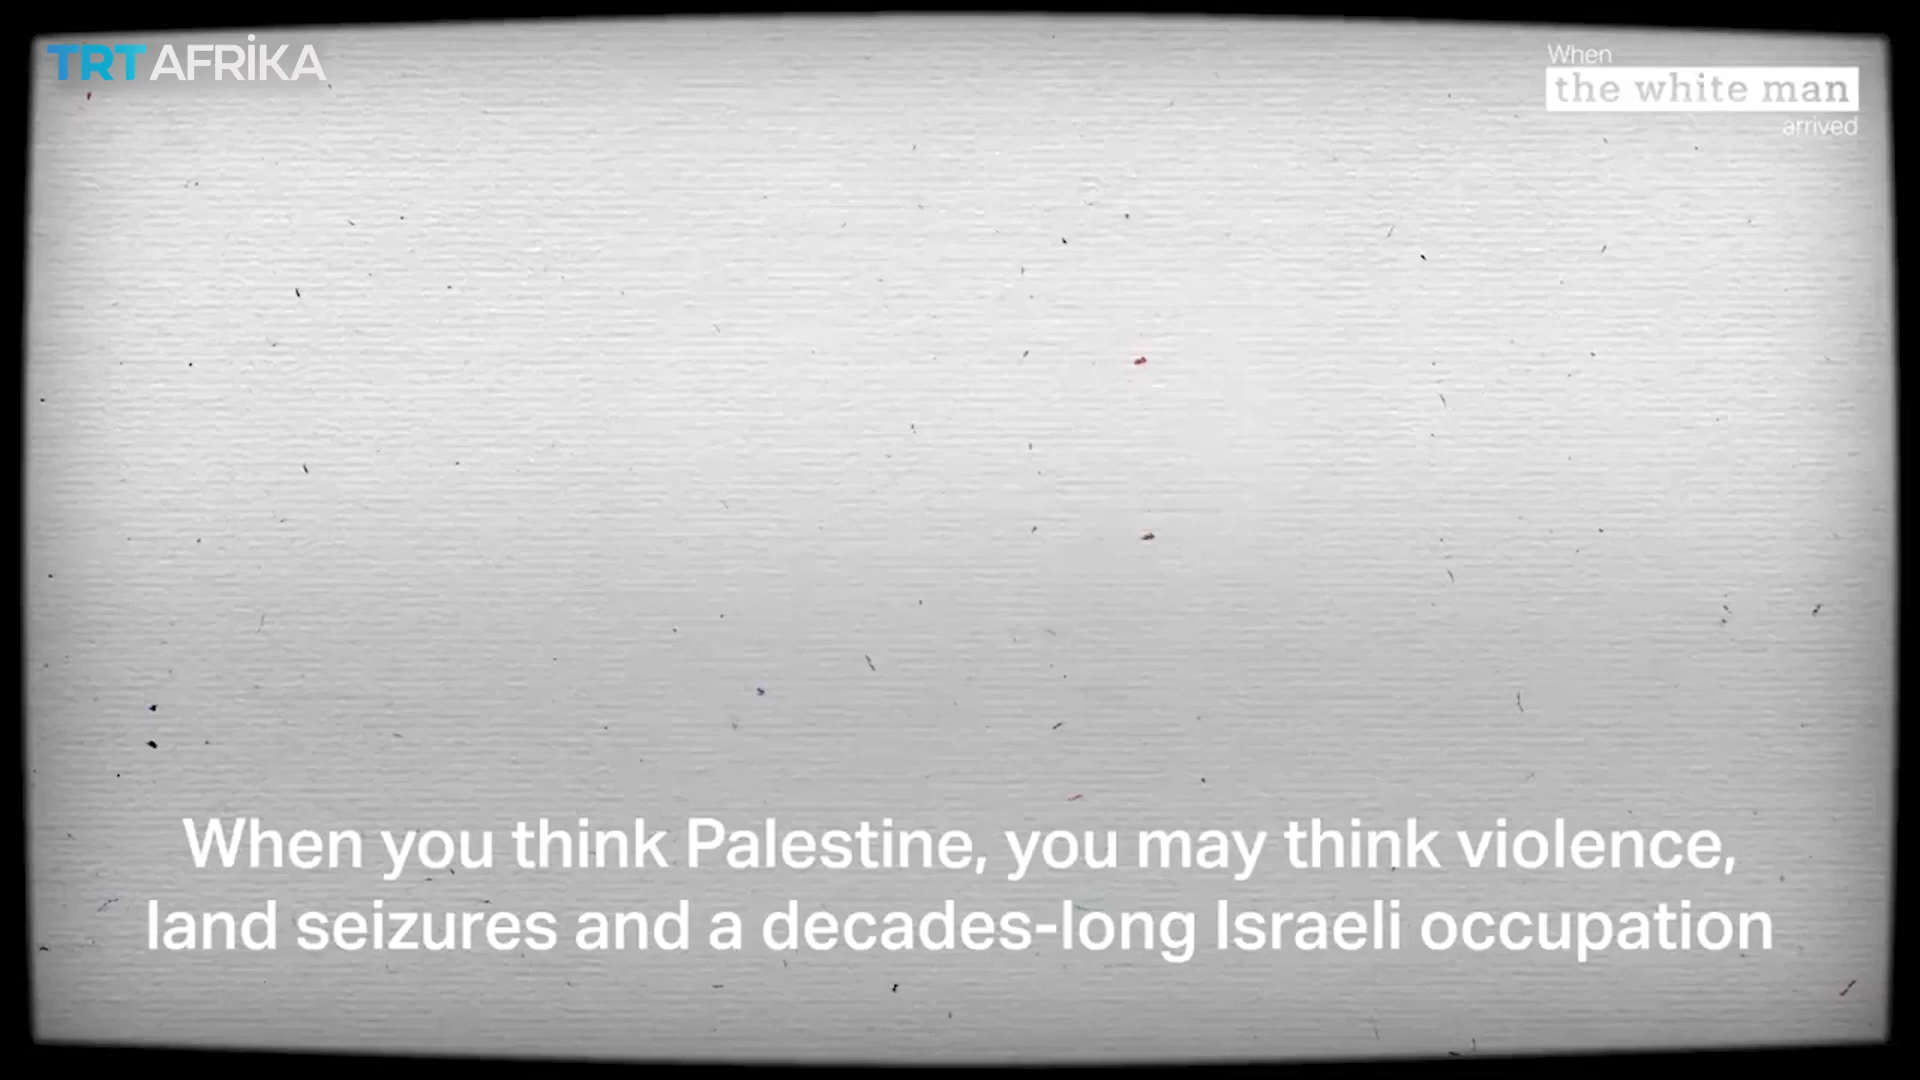 TRT AFRİKA
When
the white man
arrived
When you think Palestine, you may think violence,
land seizures and a decades-long Israeli occupation